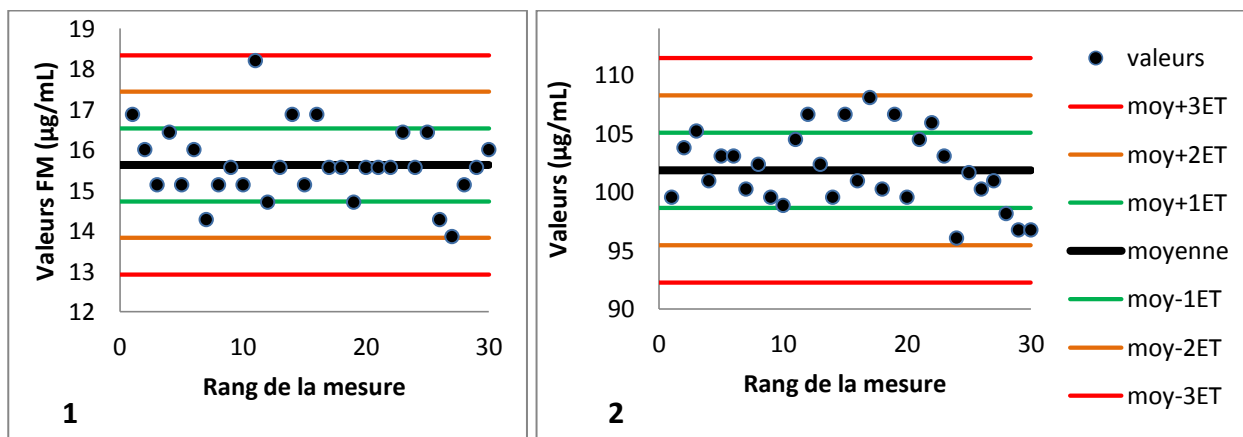 19
18
17
16
15
14
13
12
Valeurs FM (µg/mL)
0
10
20
30
Rang de la mesure
1
110
105
100
95
90
Valeurs (µg/mL)
0
10
20
30
Rang de la mesure
2
valeurs
moy+3ET
moy+2ET
moy+1ET
moyenne
moy-1ET
moy-2ET
moy-3ET